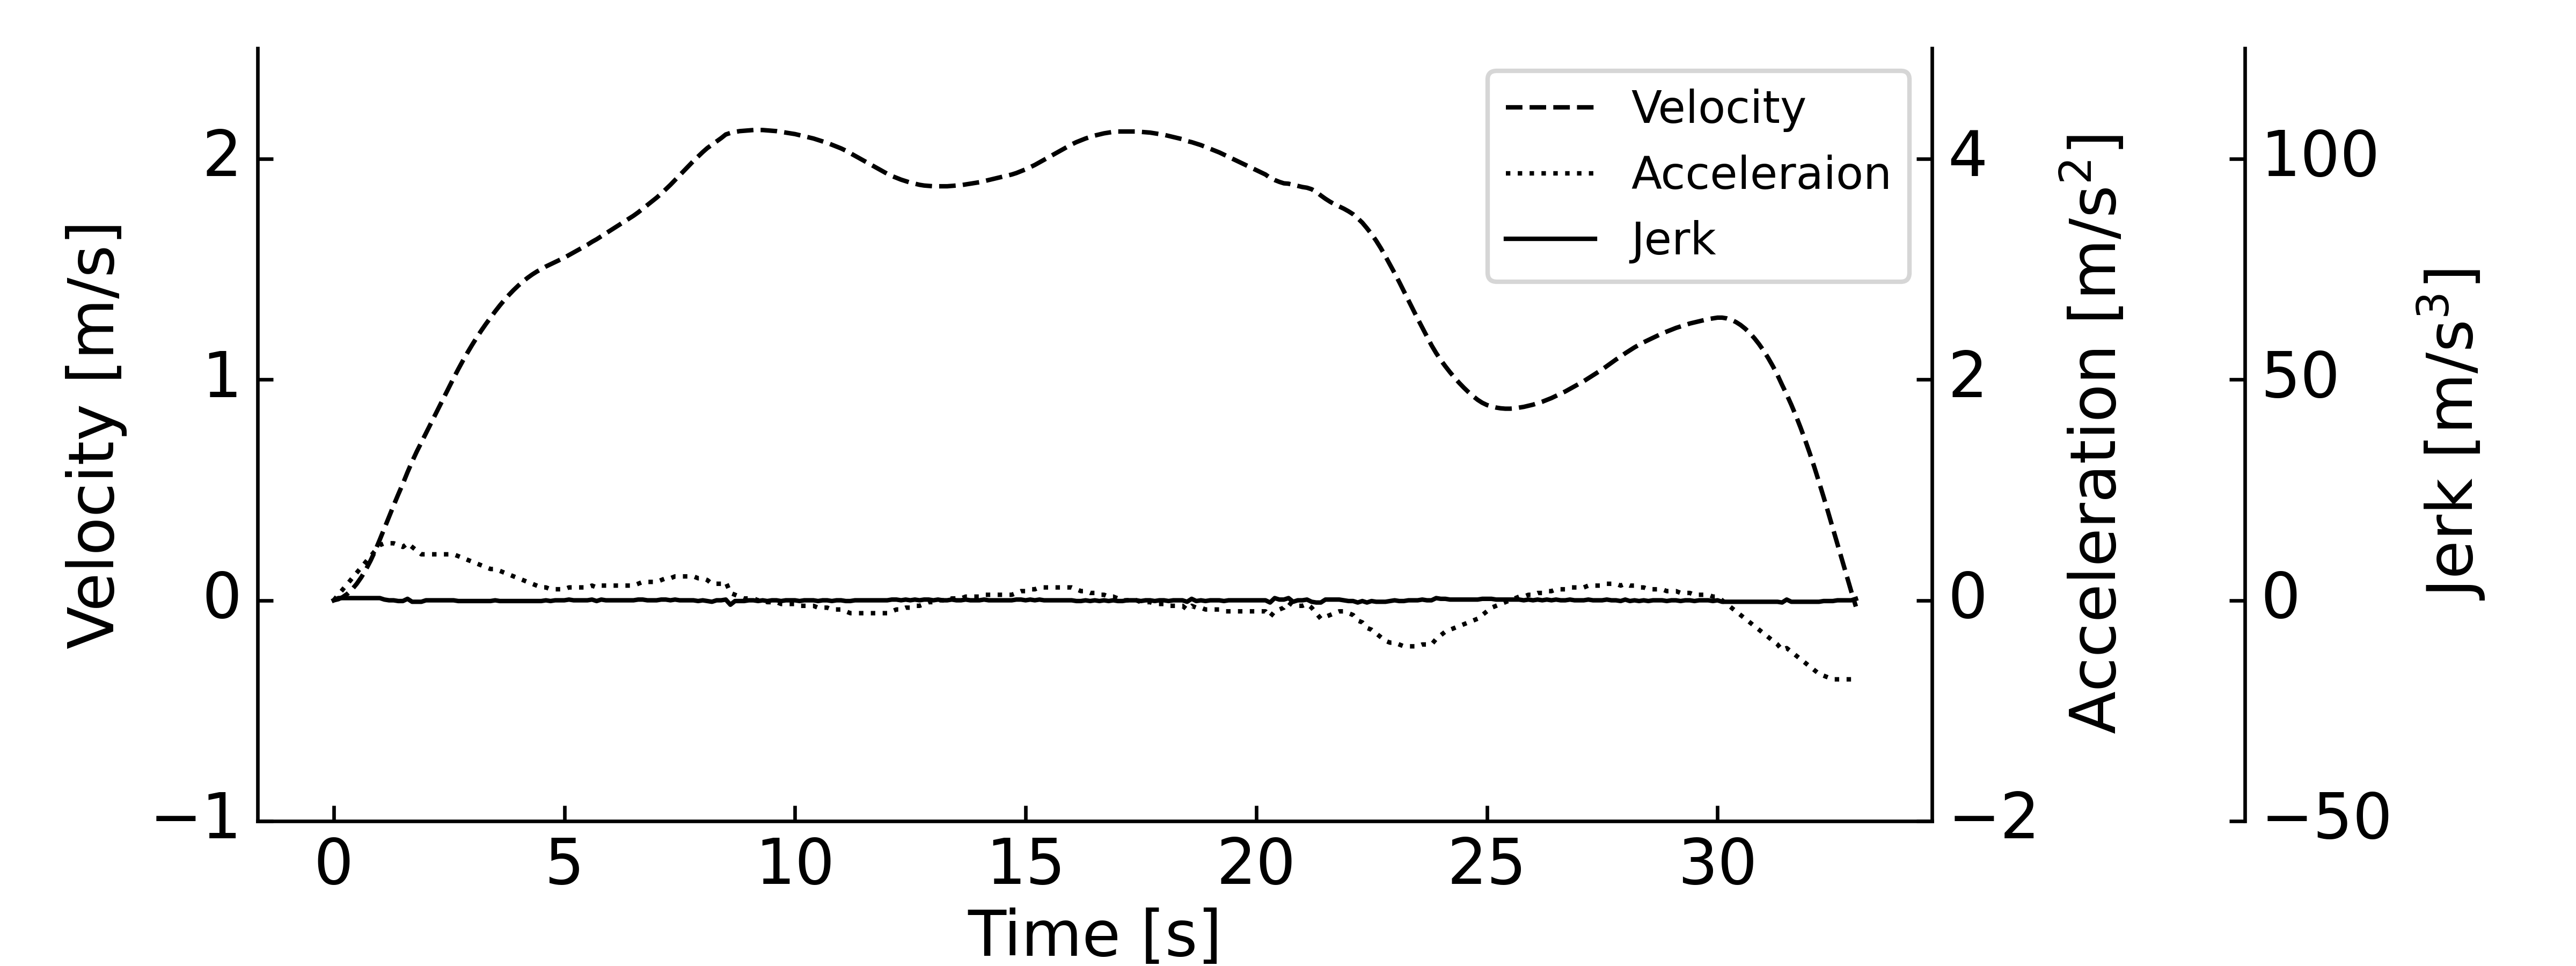 Velocity [m/s]
2
1
0
−1
0 5 10 15 20 25 30
Time [s]
Velocity
Acceleraion
Jerk
4
2
0
−2
Acceleration [m/s²]
100
50
0
−50
Jerk [m/s³]